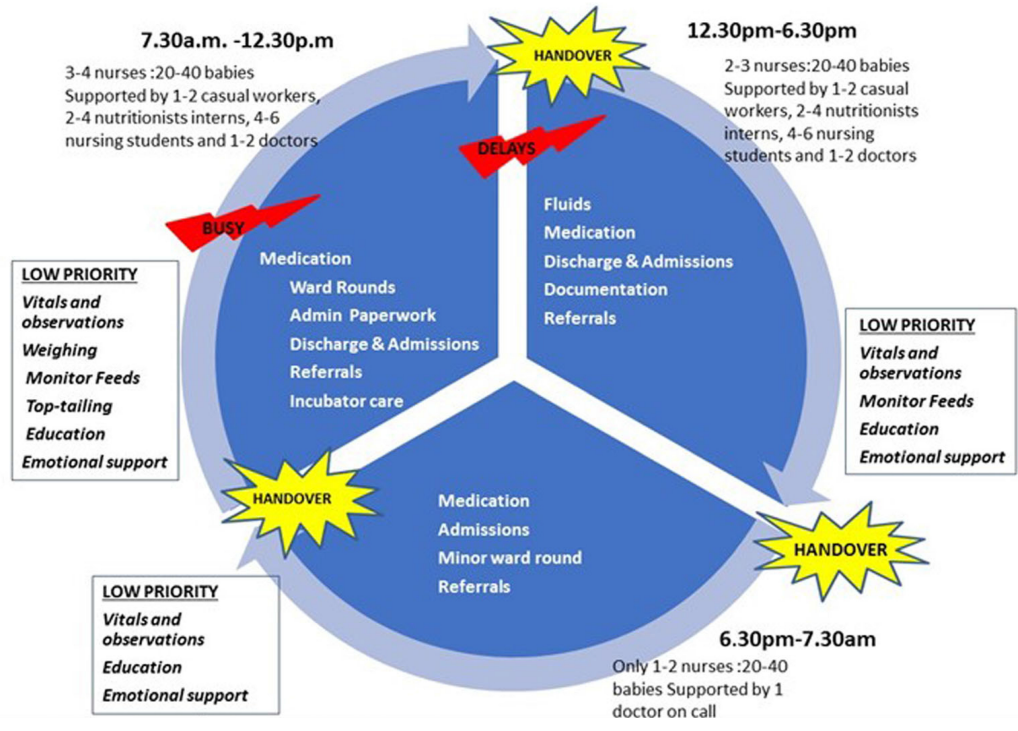 7.30a.m. -12.30p.m
3-4 nurses :20-40 babies
Supported by 1-2 casual workers,
2-4 nutritionists interns, 4-6
nursing students and 1-2 doctors
HANDOVER
12.30pm-6.30pm
2-3 nurses:20-40 babies
Supported by 1-2 casual
workers, 2-4 nutritionists
interns, 4-6 nursing
students and 1-2 doctors
DELAYS
BUSY
Medication
Ward Rounds
Admin Paperwork
Discharge & Admissions
Referrals
Incubator care
Fluids
Medication
Discharge & Admissions
Documentation
Referrals
LOW PRIORITY
Vitals and
observations
Weighing
Monitor Feeds
Top-tailing
Education
Emotional support
LOW PRIORITY
Vitals and
observations
Monitor Feeds
Education
Emotional support
HANDOVER
Medication
Admissions
Minor ward round
Referrals
HANDOVER
LOW PRIORITY
Vitals and
observations
Education
Emotional support
6.30pm-7.30am
Only 1-2 nurses :20-40
babies Supported by 1
doctor on call